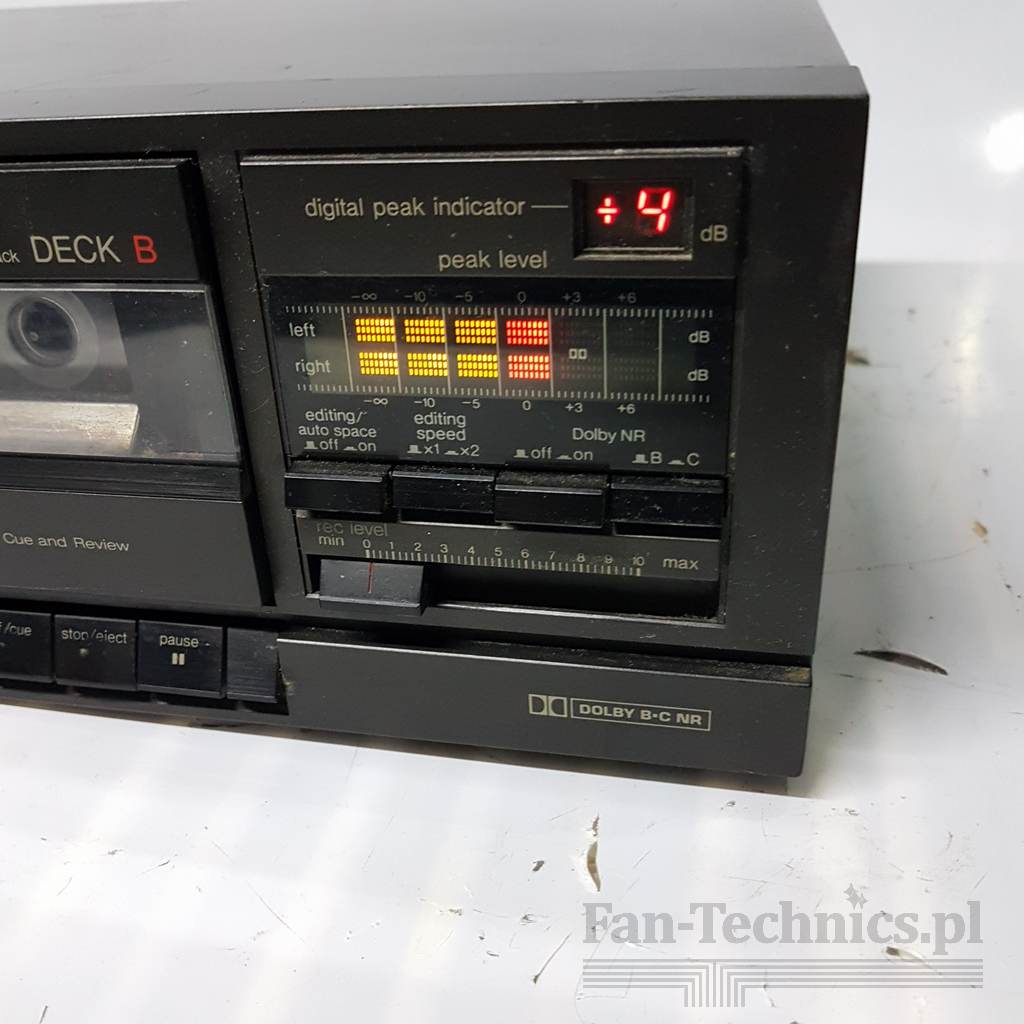 digital peak indicator
+4
dB
DECK B
peak level
-∞ -10 -5 0 +3 +6
left dB
right dB
-∞ -10 -5 0 +3 +6
editing/ auto space
off on
editing speed
x1 x2
Dolby NR
off on
B C
rec level
min 0 1 2 3 4 5 6 7 8 9 10 max
Cue and Review
/cue
stop/eject
pause
DOLBY B·C NR
Fan-Technics.pl